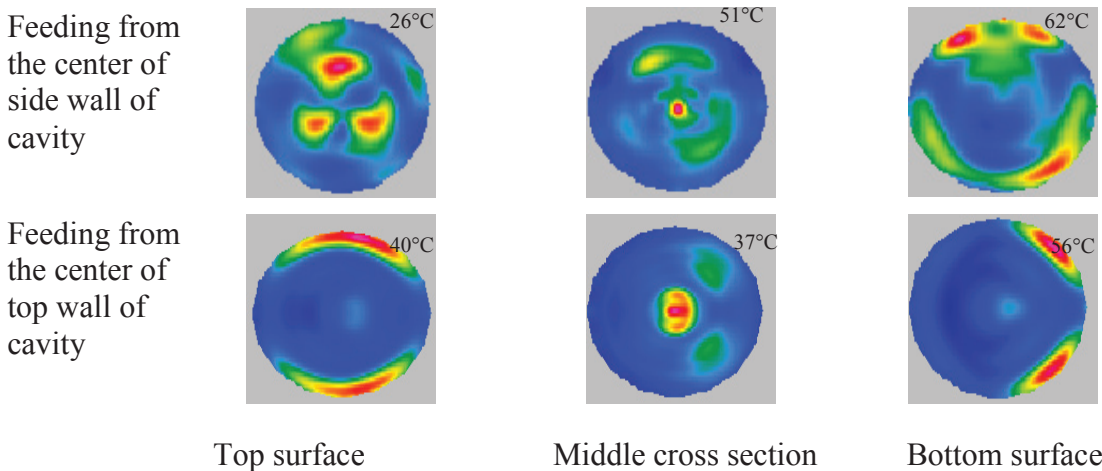 Feeding from
the center of
side wall of
cavity
26°C
51°C
62°C
Feeding from
the center of
top wall of
cavity
40°C
37°C
56°C
Top surface
Middle cross section
Bottom surface